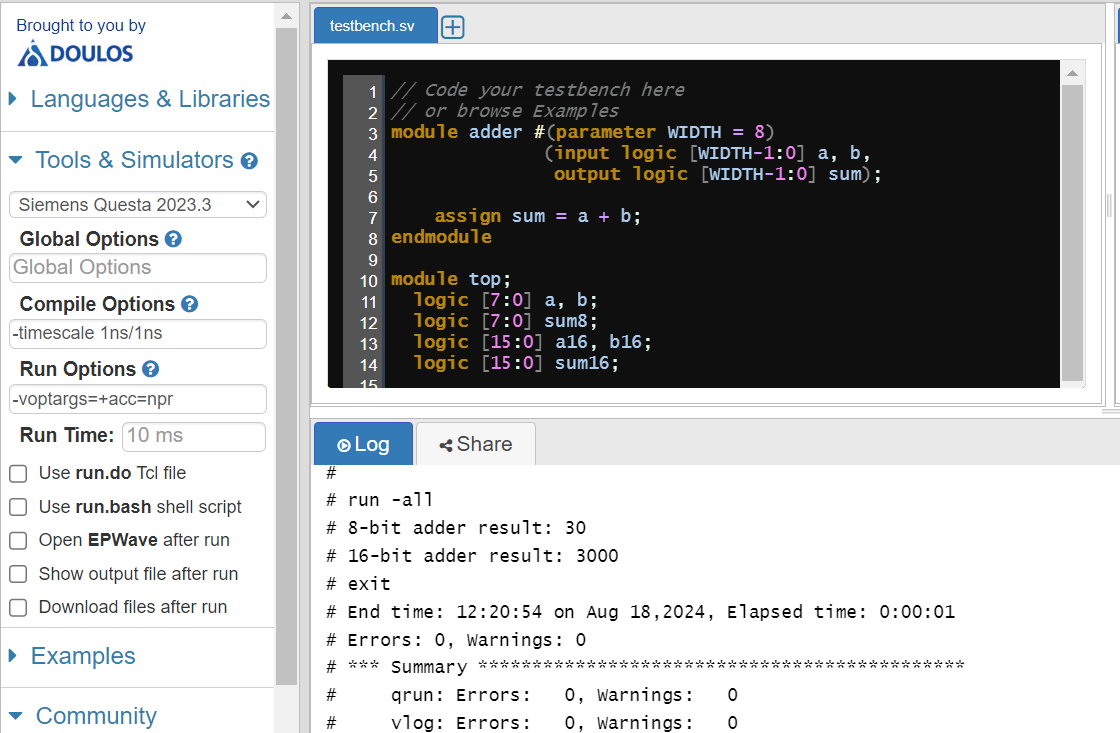 Brought to you by
DOULOS
Languages & Libraries
Tools & Simulators ?
Siemens Questa 2023.3
Global Options ?
Global Options
Compile Options ?
-timescale 1ns/1ns
Run Options ?
-voptargs=+acc=npr
Run Time: 10 ms
Use run.do Tcl file
Use run.bash shell script
Open EPWave after run
Show output file after run
Download files after run
Examples
Community
testbench.sv
1 // Code your testbench here
2 // or browse Examples
3 module adder #(parameter WIDTH = 8)
4 (input logic [WIDTH-1:0] a, b,
5 output logic [WIDTH-1:0] sum);
6
7 assign sum = a + b;
8 endmodule
9
10 module top;
11 logic [7:0] a, b;
12 logic [7:0] sum8;
13 logic [15:0] a16, b16;
14 logic [15:0] sum16;
15
Log
Share
#
# run -all
# 8-bit adder result: 30
# 16-bit adder result: 3000
# exit
# End time: 12:20:54 on Aug 18,2024, Elapsed time: 0:00:01
# Errors: 0, Warnings: 0
# *** Summary *********************************************
# qrun: Errors: 0, Warnings: 0
# vlog: Errors: 0, Warnings: 0